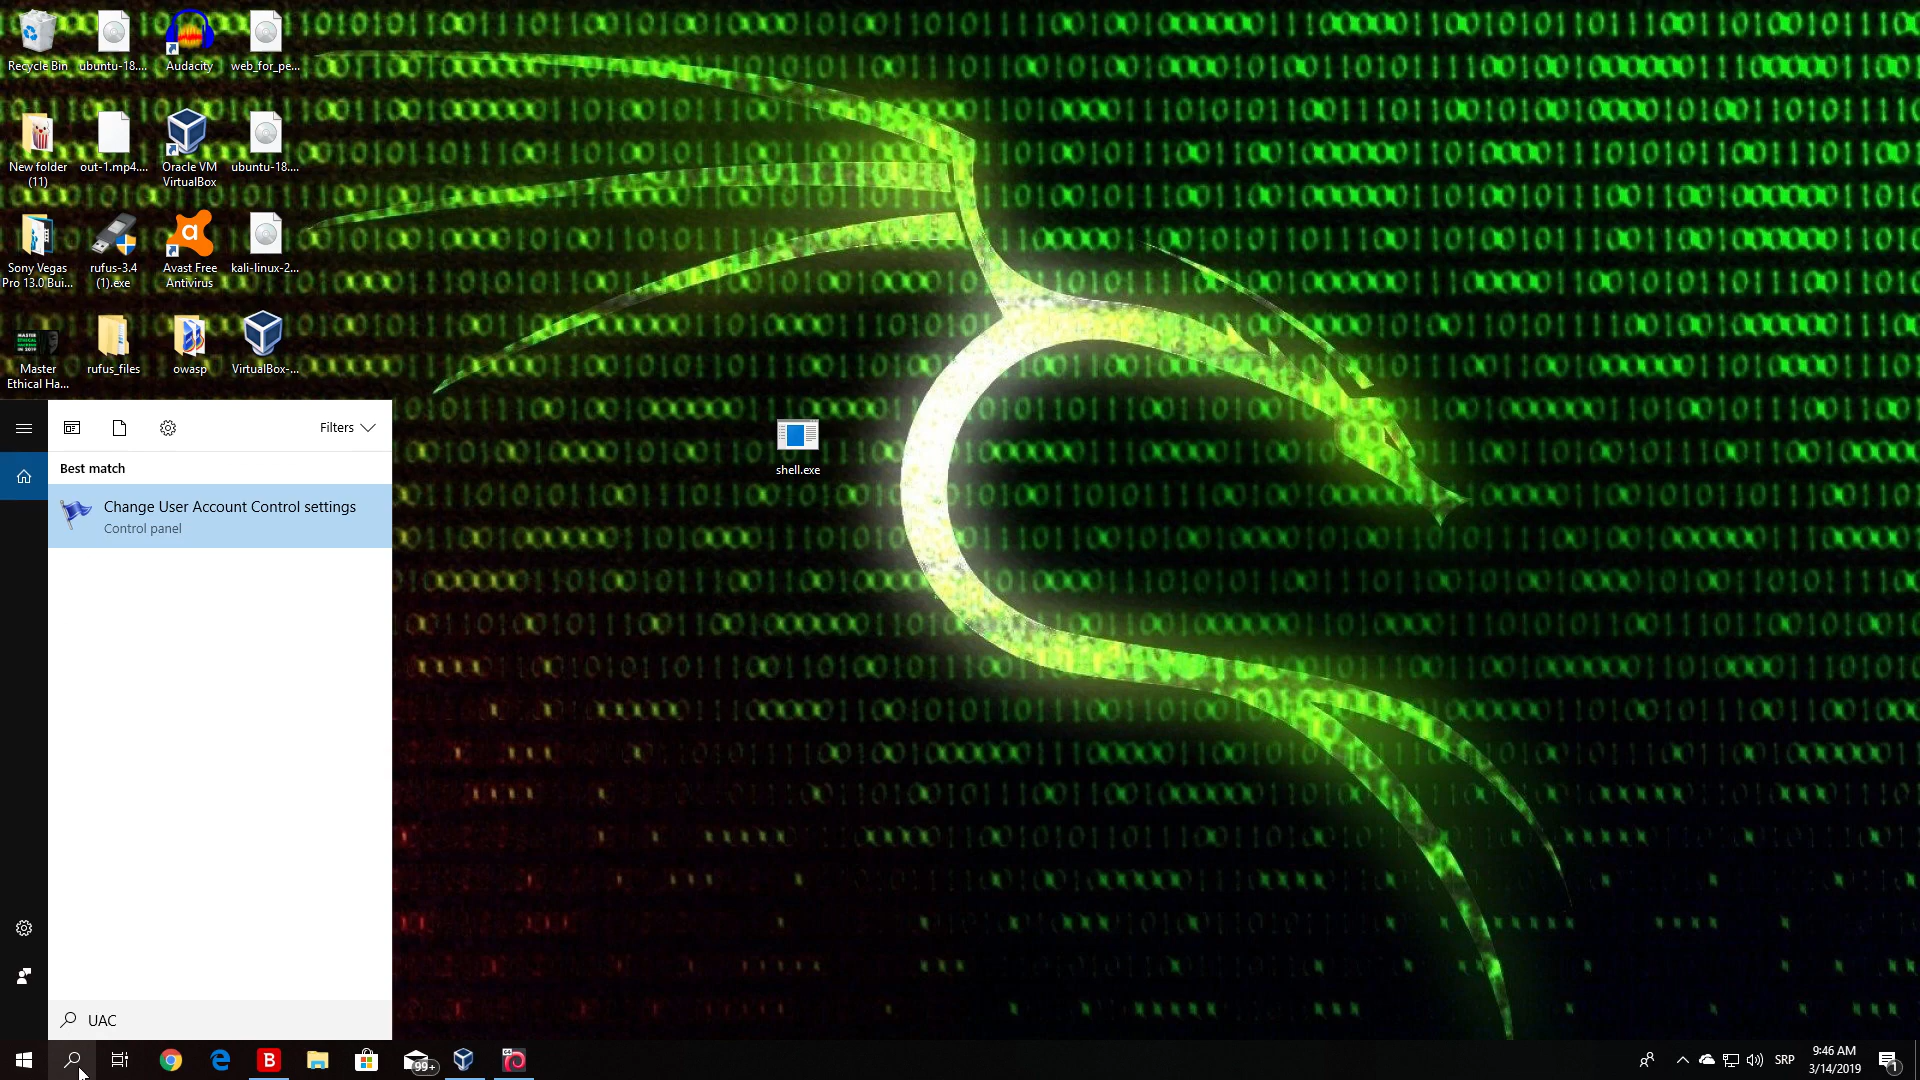 Recycle Bin
ubuntu-18....
Audacity
web_for_pe...
New folder
(11)
out-1.mp4....
Oracle VM
VirtualBox
ubuntu-18....
Sony Vegas
Pro 13.0 Bui...
rufus-3.4
(1).exe
Avast Free
Antivirus
kali-linux-2...
Master
Ethical Ha...
rufus_files
owasp
VirtualBox-...
shell.exe
Filters
Best match
Change User Account Control settings
Control panel
UAC
99+
SRP
9:46 AM
3/14/2019
1